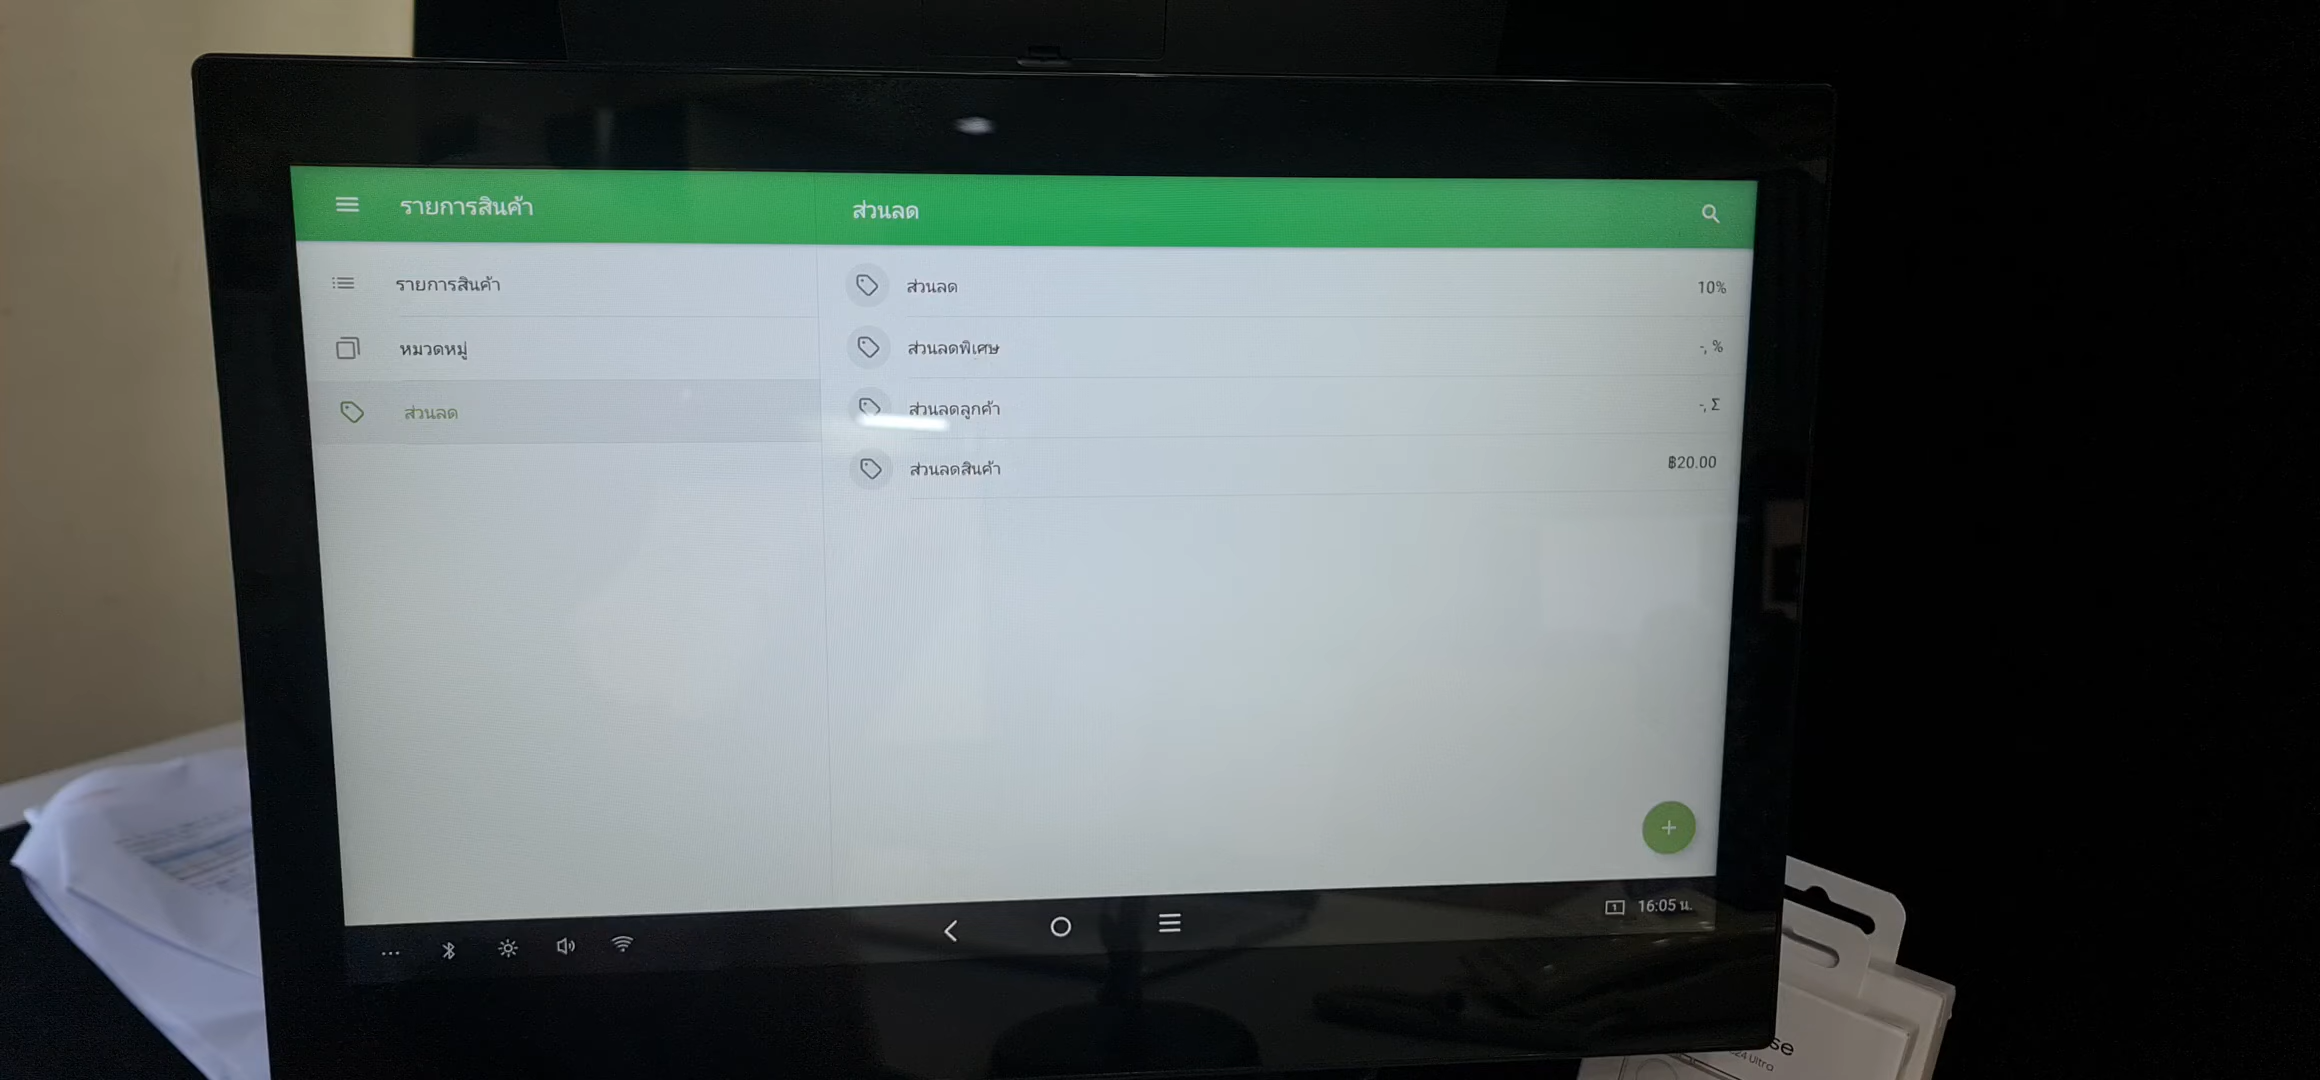 รายการสินค้า
ส่วนลด
รายการสินค้า
หมวดหมู่
ส่วนลด
ส่วนลด 10%
ส่วนลดพิเศษ -, %
ส่วนลดลูกค้า -, Σ
ส่วนลดสินค้า ฿20.00
16:05 น.
se
24 Ultra